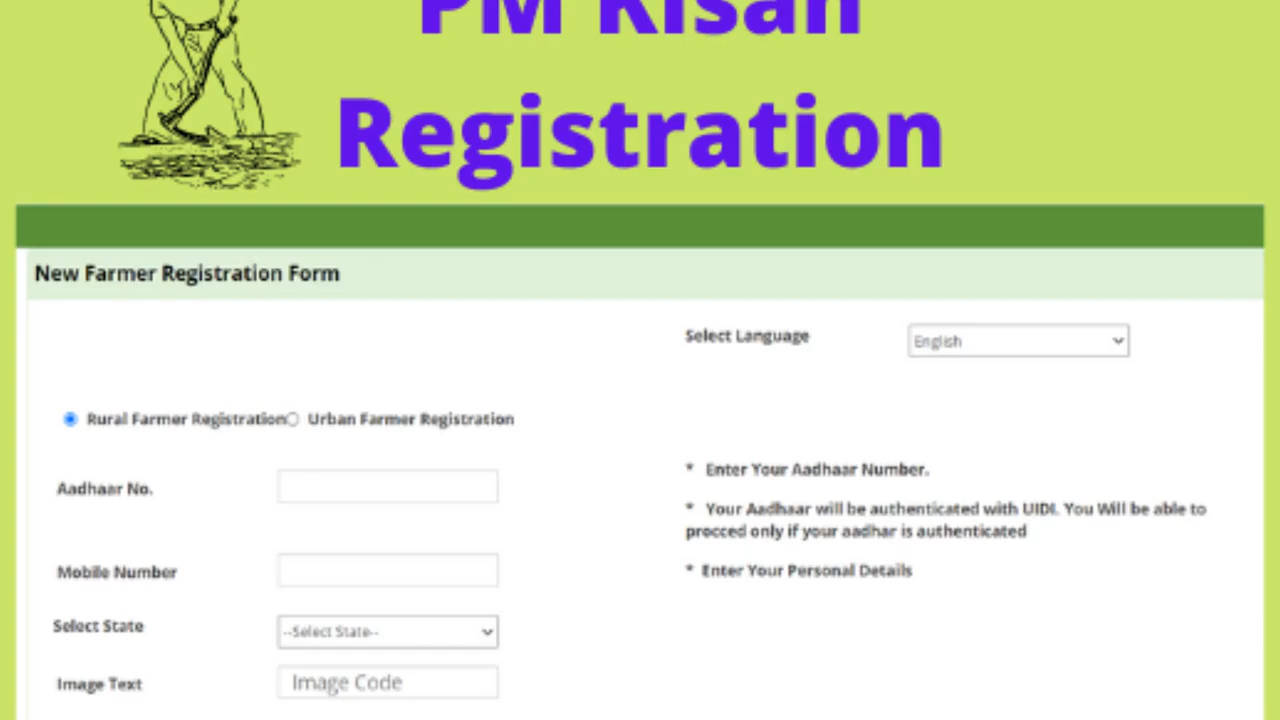 PM Kisan
Registration
New Farmer Registration Form
Select Language
English
Rural Farmer Registration Urban Farmer Registration
* Enter Your Aadhaar Number.
Aadhaar No.
* Your Aadhaar will be authenticated with UIDI. You Will be able to
procced only if your aadhar is authenticated
Mobile Number
* Enter Your Personal Details
Select State
--Select State--
Image Text
Image Code